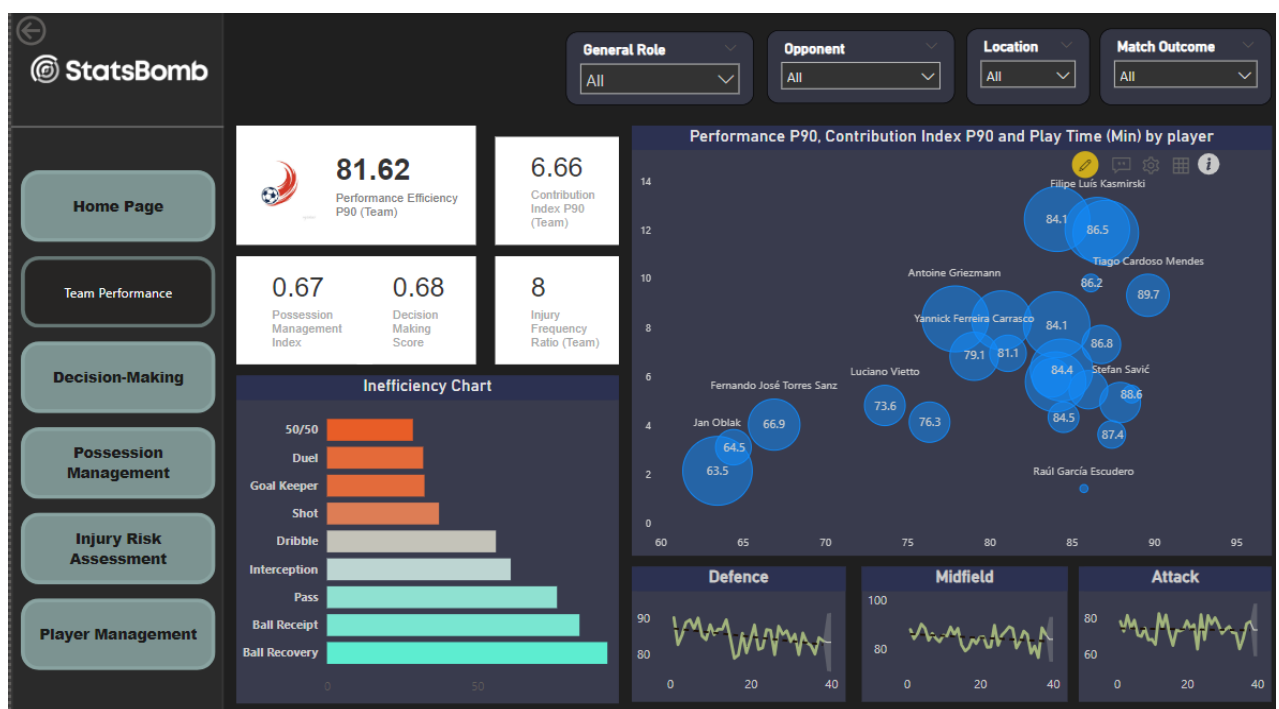 StatsBomb
General Role
All
Opponent
All
Location
All
Match Outcome
All
Home Page
Team Performance
Decision-Making
Possession
Management
Injury Risk
Assessment
Player Management
81.62
Performance Efficiency
P90 (Team)
6.66
Contribution
Index P90
(Team)
0.67
Possession
Management
Index
0.68
Decision
Making
Score
8
Injury
Frequency
Ratio (Team)
Inefficiency Chart
50/50
Duel
Goal Keeper
Shot
Dribble
Interception
Pass
Ball Receipt
Ball Recovery
0 50
Performance P90, Contribution Index P90 and Play Time (Min) by player
14
12
10
8
6
4
2
0
60 65 70 75 80 85 90 95
Filipe Luís Kasmirski
84.1
86.5
Tiago Cardoso Mendes
86.2
89.7
Antoine Griezmann
Yannick Ferreira Carrasco
84.1
79.1
81.1
86.8
Luciano Vietto
84.4
Stefan Savić
88.6
Fernando José Torres Sanz
73.6
76.3
84.5
87.4
Jan Oblak
66.9
64.5
63.5
Raúl García Escudero
Defence
90
80
0 20 40
Midfield
100
80
0 20 40
Attack
80
60
0 20 40